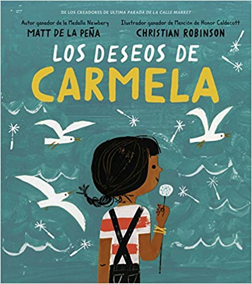 DE LOS CREADORES DE ÚLTIMA PARADA DE LA CALLE MARKET
Autor ganador de la Medalla Newbery Ilustrador ganador de Mención de Honor Caldecott
MATT DE LA PEÑA CHRISTIAN ROBINSON
LOS DESEOS DE
CARMELA